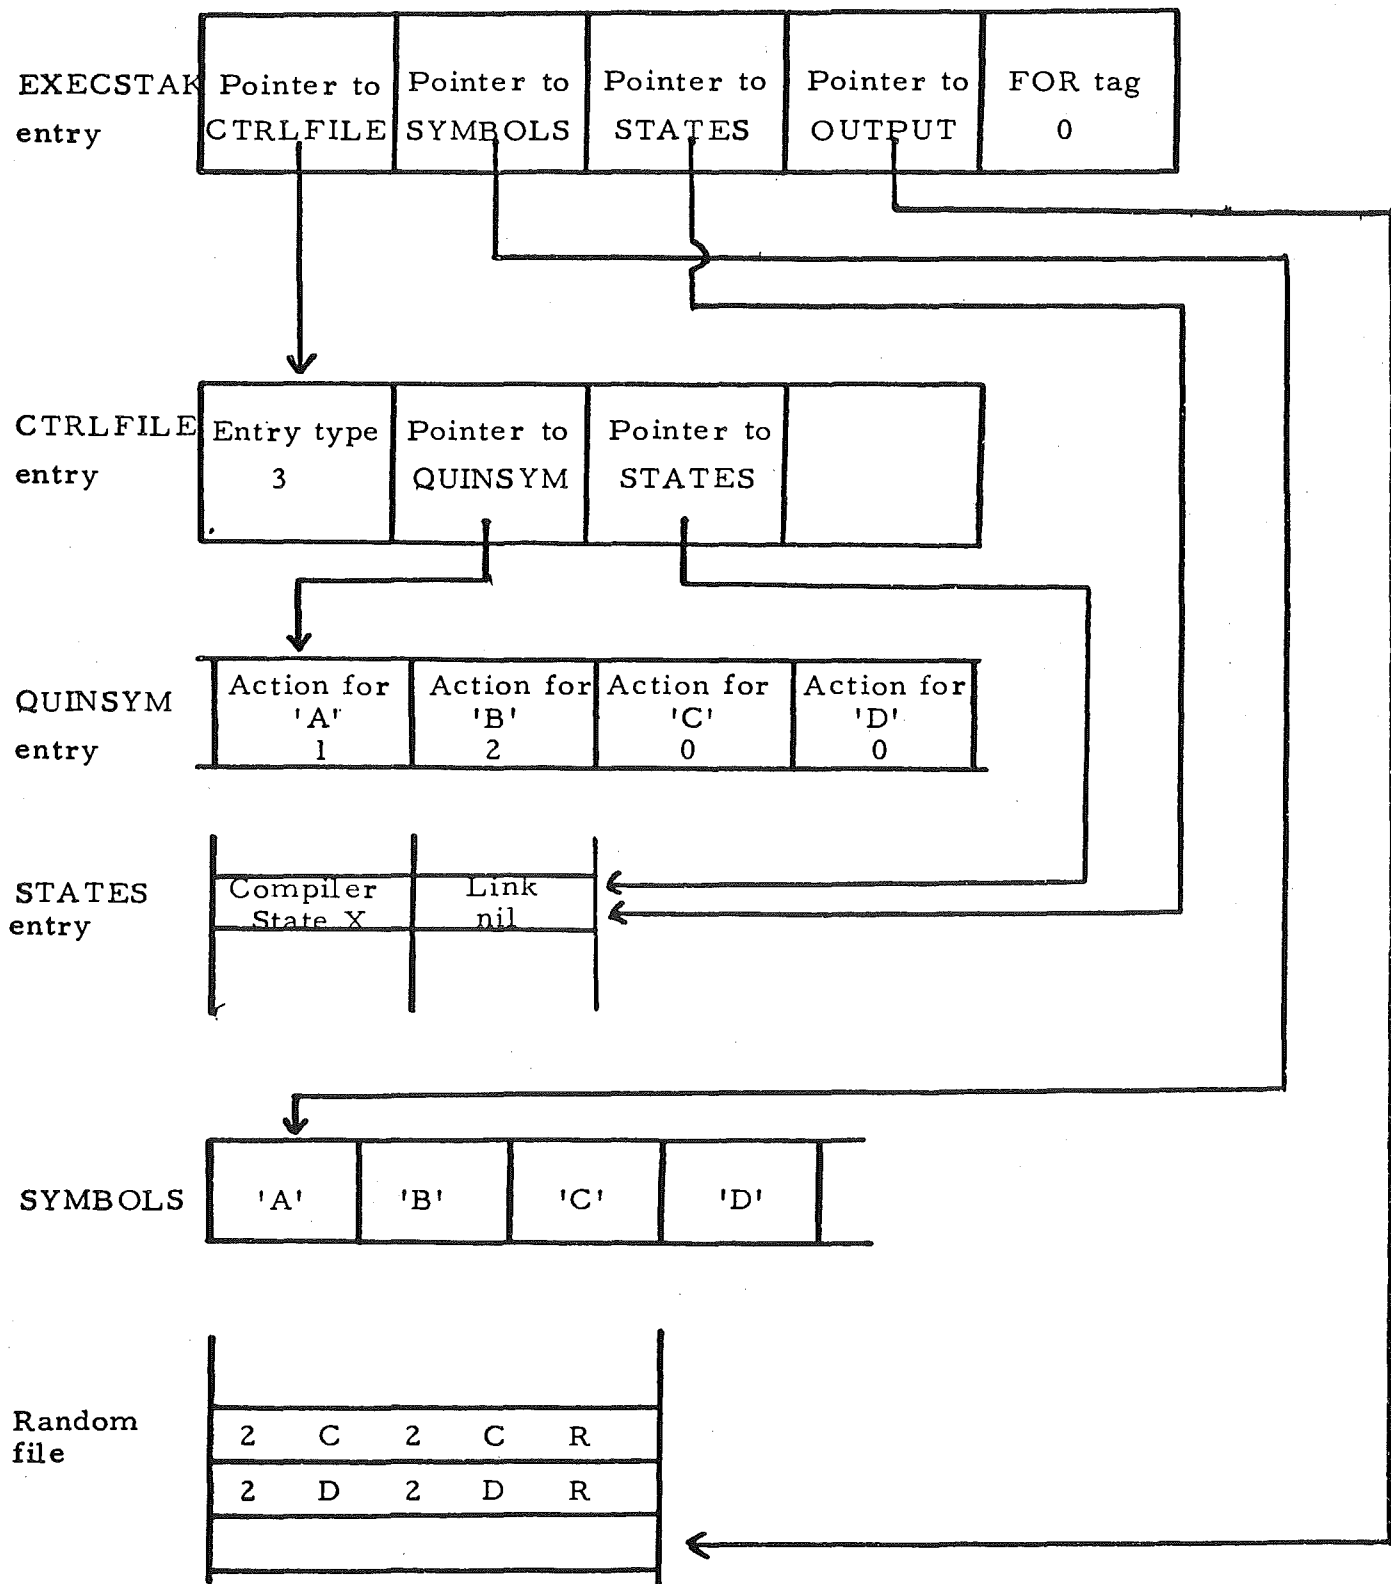 EXECSTAK
entry
Pointer to
CTRLFILE
Pointer to
SYMBOLS
Pointer to
STATES
Pointer to
OUTPUT
FOR tag
0
CTRLFILE
entry
Entry type
3
Pointer to
QUINSYM
Pointer to
STATES
QUINSYM
entry
Action for
'A'
1
Action for
'B'
2
Action for
'C'
0
Action for
'D'
0
STATES
entry
Compiler
State X
Link
nil
SYMBOLS
'A'
'B'
'C'
'D'
Random
file
2 C 2 C R
2 D 2 D R